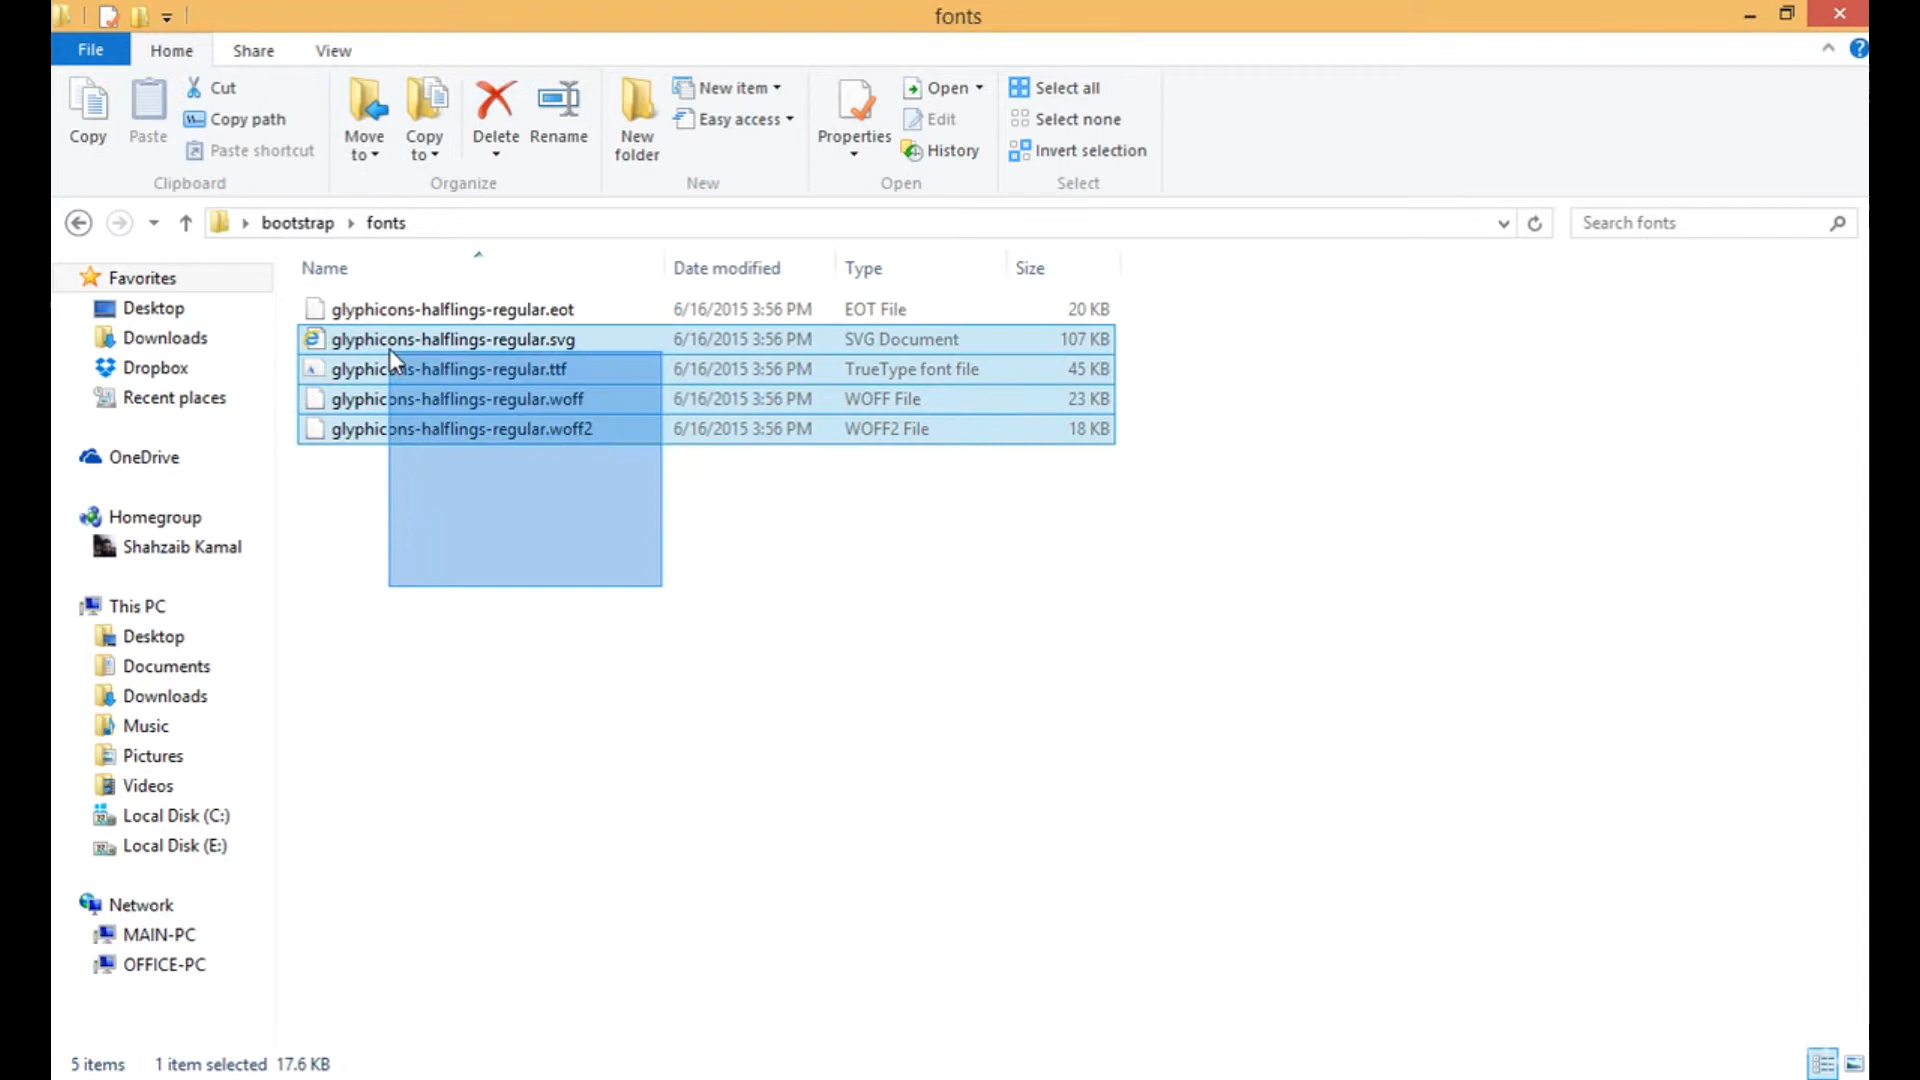 fonts
File Home Share View
Copy
Paste
Cut
Copy path
Paste shortcut
Clipboard
Move to
Copy to
Delete
Rename
Organize
New folder
New item
Easy access
New
Properties
Open
Edit
History
Open
Select all
Select none
Invert selection
Select
bootstrap fonts
Search fonts
Favorites
Desktop
Downloads
Dropbox
Recent places
OneDrive
Homegroup
Shahzaib Kamal
This PC
Desktop
Documents
Downloads
Music
Pictures
Videos
Local Disk (C:)
Local Disk (E:)
Network
MAIN-PC
OFFICE-PC
Name Date modified Type Size
glyphicons-halflings-regular.eot 6/16/2015 3:56 PM EOT File 20 KB
glyphicons-halflings-regular.svg 6/16/2015 3:56 PM SVG Document 107 KB
glyphicons-halflings-regular.ttf 6/16/2015 3:56 PM TrueType font file 45 KB
glyphicons-halflings-regular.woff 6/16/2015 3:56 PM WOFF File 23 KB
glyphicons-halflings-regular.woff2 6/16/2015 3:56 PM WOFF2 File 18 KB
5 items 1 item selected 17.6 KB